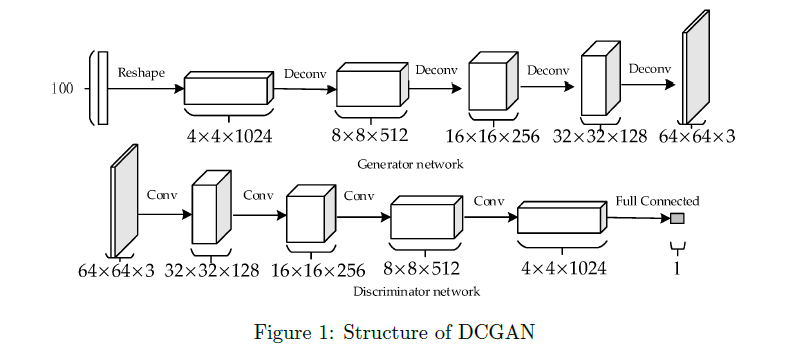 100 Reshape Deconv Deconv Deconv Deconv
4×4×1024 8×8×512 16×16×256 32×32×128 64×64×3
Generator network
Conv Conv Conv Conv Full Connected
64×64×3 32×32×128 16×16×256 8×8×512 4×4×1024 1
Discriminator network
Figure 1: Structure of DCGAN